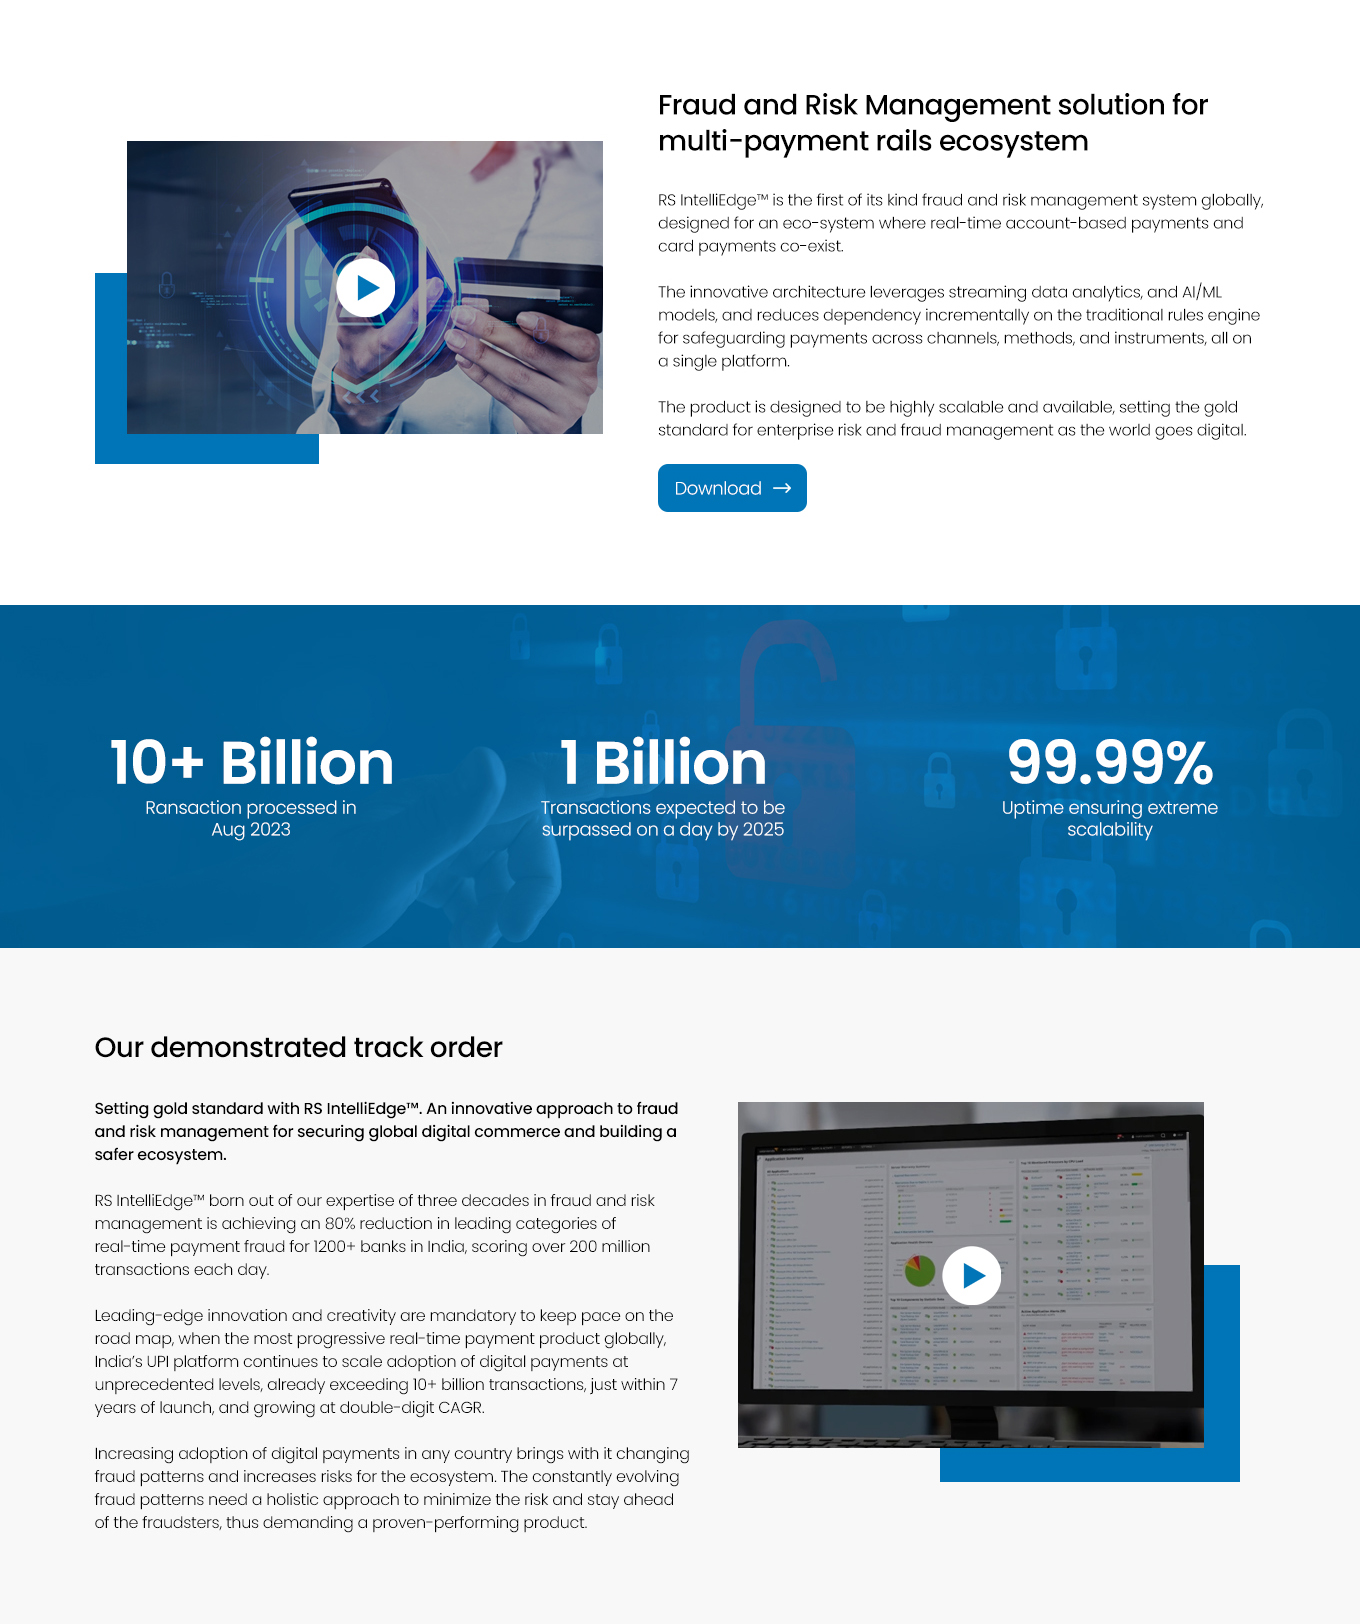 Fraud and Risk Management solution for
multi-payment rails ecosystem
RS IntelliEdge™ is the first of its kind fraud and risk management system globally,
designed for an eco-system where real-time account-based payments and
card payments co-exist.
The innovative architecture leverages streaming data analytics, and AI/ML
models, and reduces dependency incrementally on the traditional rules engine
for safeguarding payments across channels, methods, and instruments, all on
a single platform.
The product is designed to be highly scalable and available, setting the gold
standard for enterprise risk and fraud management as the world goes digital.
Download →
10+ Billion
Ransaction processed in
Aug 2023
1 Billion
Transactions expected to be
surpassed on a day by 2025
99.99%
Uptime ensuring extreme
scalability
Our demonstrated track order
Setting gold standard with RS IntelliEdge™. An innovative approach to fraud
and risk management for securing global digital commerce and building a
safer ecosystem.
RS IntelliEdge™ born out of our expertise of three decades in fraud and risk
management is achieving an 80% reduction in leading categories of
real-time payment fraud for 1200+ banks in India, scoring over 200 million
transactions each day.
Leading-edge innovation and creativity are mandatory to keep pace on the
road map, when the most progressive real-time payment product globally,
India’s UPI platform continues to scale adoption of digital payments at
unprecedented levels, already exceeding 10+ billion transactions, just within 7
years of launch, and growing at double-digit CAGR.
Increasing adoption of digital payments in any country brings with it changing
fraud patterns and increases risks for the ecosystem. The constantly evolving
fraud patterns need a holistic approach to minimize the risk and stay ahead
of the fraudsters, thus demanding a proven-performing product.